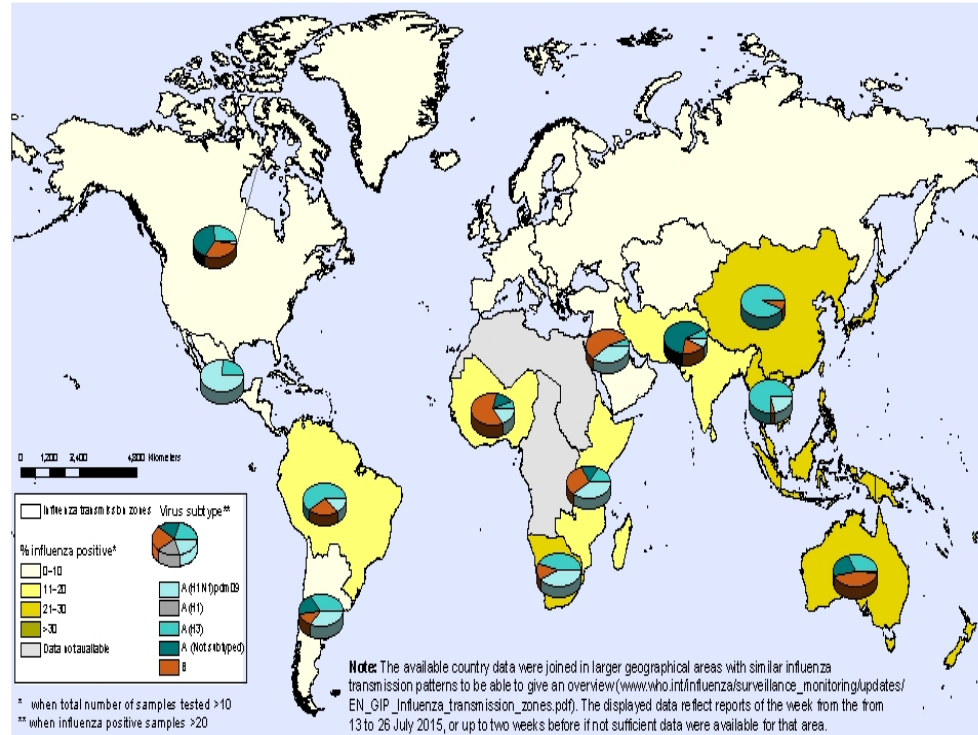 0 1,200 2,400 4,800 Kilometers
Influenza transmission zones
Virus subtype**
% influenza positive*
0-10
11-20
21-30
>30
Data not available
A(H1N1)pdm09
A(H1)
A(H3)
A (Not subtyped)
B
* when total number of samples tested >10
** when influenza positive samples >20
Note: The available country data were joined in larger geographical areas with similar influenza
transmission patterns to be able to give an overview (www.who.int/influenza/surveillance_monitoring/updates/
EN_GIP_Influenza_transmission_zones.pdf). The displayed data reflect reports of the week from the from
13 to 26 July 2015, or up to two weeks before if not sufficient data were available for that area.